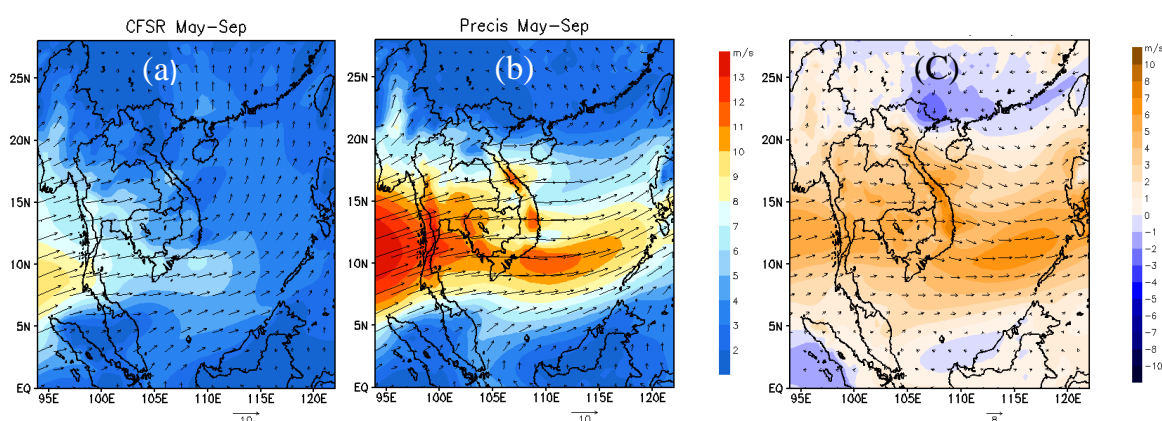 CFSR May-Sep
(a)
25N
20N
15N
10N
5N
EQ
95E 100E 105E 110E 115E 120E
10
Precis May-Sep
(b)
25N
20N
15N
10N
5N
EQ
95E 100E 105E 110E 115E 120E
10
m/s
13
12
11
10
9
8
7
6
5
4
3
2
(C)
25N
20N
15N
10N
5N
EQ
95E 100E 105E 110E 115E 120E
8
m/s
10
8
7
6
5
4
3
2
1
0
-1
-2
-3
-4
-5
-6
-7
-8
-10